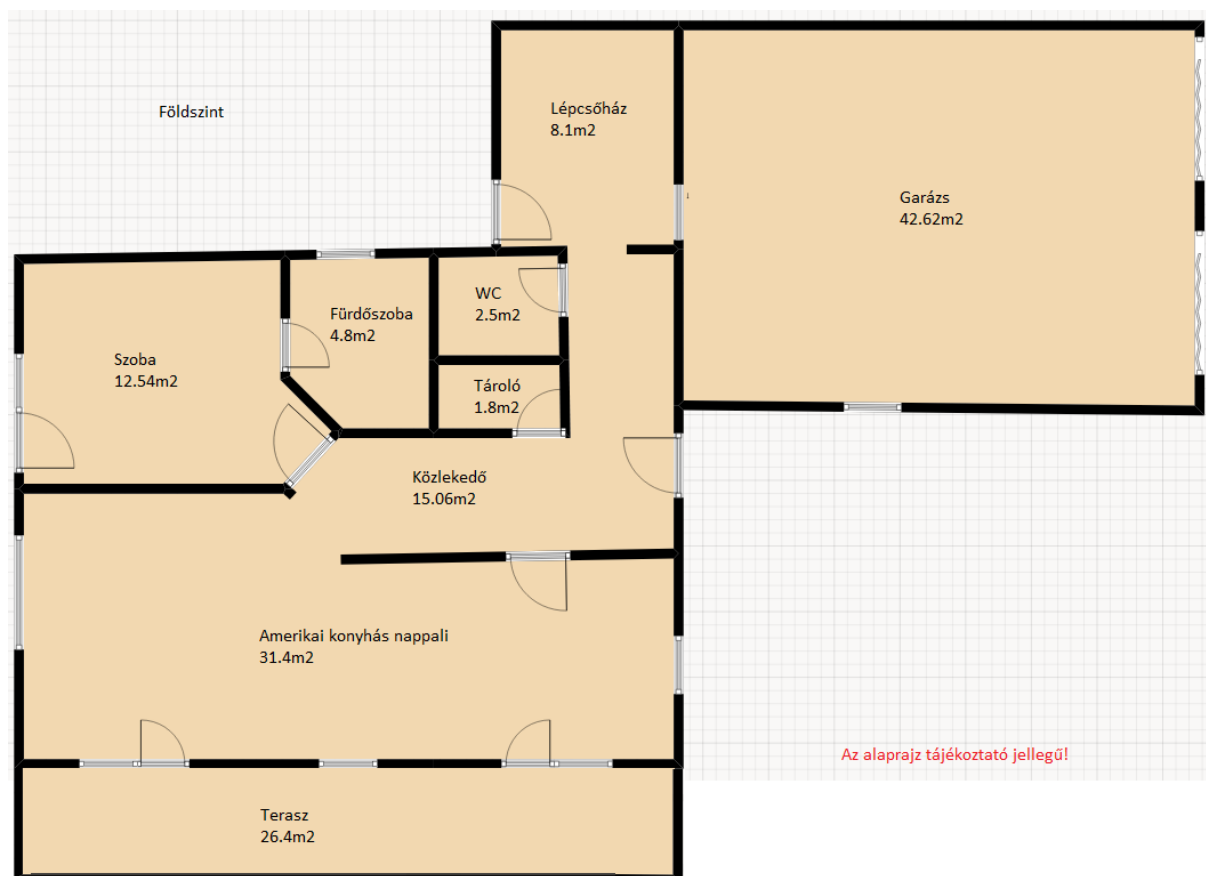 Földszint
Lépcsőház
8.1m2
Garázs
42.62m2
WC
2.5m2
Fürdőszoba
4.8m2
Szoba
12.54m2
Tároló
1.8m2
Közlekedő
15.06m2
Amerikai konyhás nappali
31.4m2
Az alaprajz tájékoztató jellegű!
Terasz
26.4m2